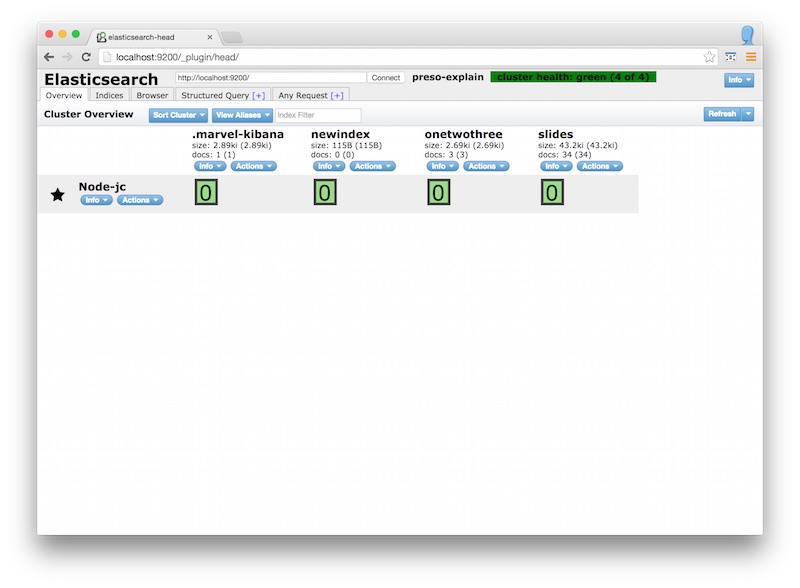 elasticsearch-head
localhost:9200/_plugin/head/
Elasticsearch http://localhost:9200/ Connect preso-explain cluster health: green (4 of 4) Info
Overview Indices Browser Structured Query [+] Any Request [+]
Cluster Overview Sort Cluster View Aliases Index Filter Refresh
.marvel-kibana newindex onetwothree slides
size: 2.89ki (2.89ki) size: 115B (115B) size: 2.69ki (2.69ki) size: 43.2ki (43.2ki)
docs: 1 (1) docs: 0 (0) docs: 3 (3) docs: 34 (34)
Info Actions Info Actions Info Actions Info Actions
Node-jc 0 0 0 0
Info Actions